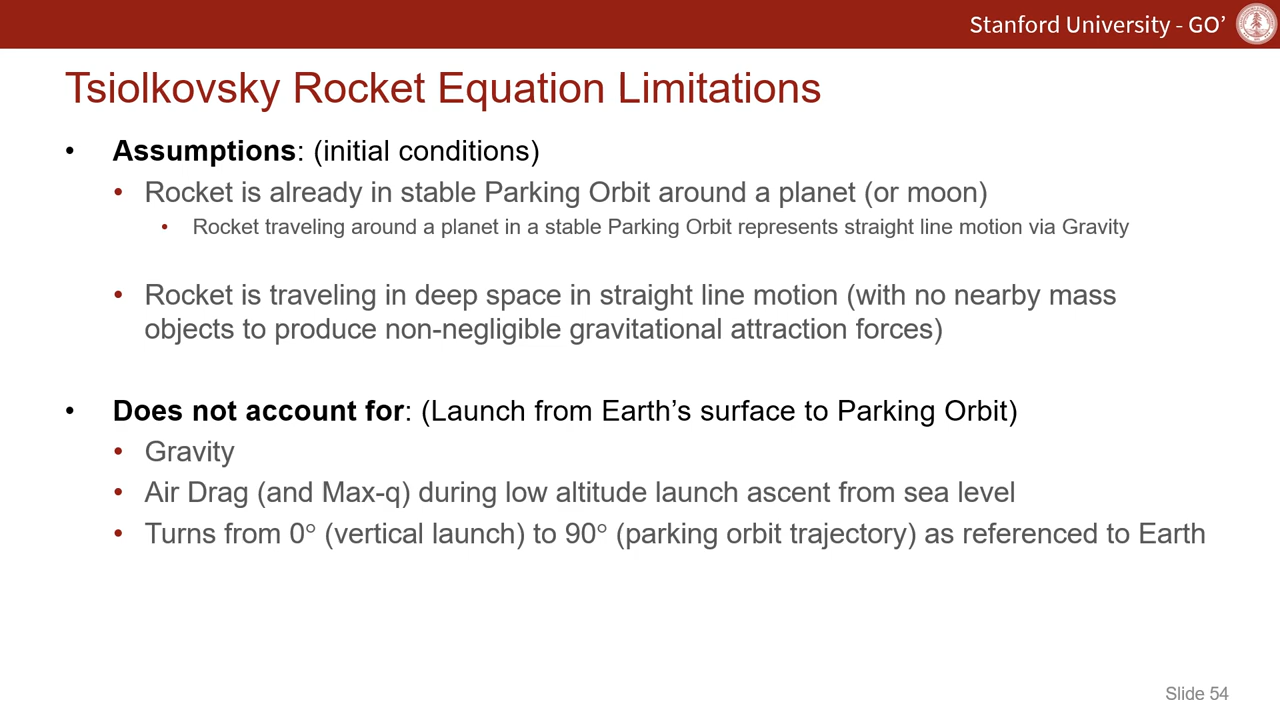 Stanford University - GO’
Tsiolkovsky Rocket Equation Limitations
• Assumptions: (initial conditions)
• Rocket is already in stable Parking Orbit around a planet (or moon)
• Rocket traveling around a planet in a stable Parking Orbit represents straight line motion via Gravity
• Rocket is traveling in deep space in straight line motion (with no nearby mass
objects to produce non-negligible gravitational attraction forces)
• Does not account for: (Launch from Earth’s surface to Parking Orbit)
• Gravity
• Air Drag (and Max-q) during low altitude launch ascent from sea level
• Turns from 0° (vertical launch) to 90° (parking orbit trajectory) as referenced to Earth
Slide 54